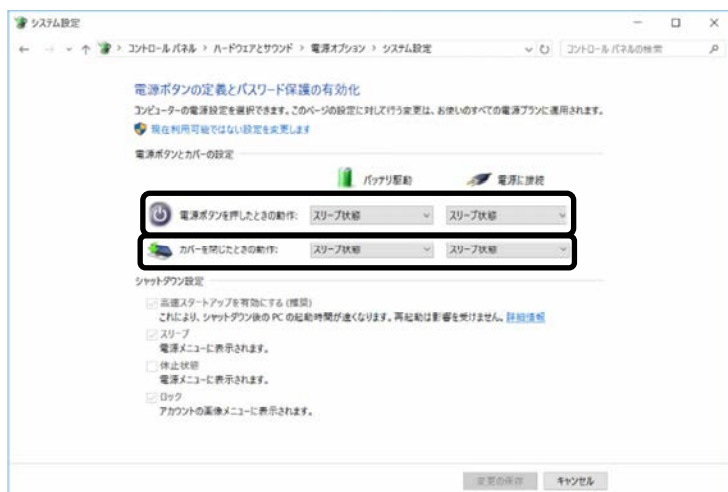 システム設定
コントロール パネル › ハードウェアとサウンド › 電源オプション › システム設定
コントロール パネルの検索
電源ボタンの定義とパスワード保護の有効化
コンピューターの電源設定を選択できます。このページの設定に対して行う変更は、お使いのすべての電源プランに適用されます。
現在利用可能ではない設定を変更します
電源ボタンとカバーの設定
バッテリ駆動 電源に接続
電源ボタンを押したときの動作: スリープ状態 スリープ状態
カバーを閉じたときの動作: スリープ状態 スリープ状態
シャットダウン設定
高速スタートアップを有効にする (推奨)
これにより、シャットダウン後の PC の起動時間が速くなります。再起動は影響を受けません。詳細情報
スリープ
電源メニューに表示されます。
休止状態
電源メニューに表示されます。
ロック
アカウントの画像メニューに表示されます。
変更の保存 キャンセル